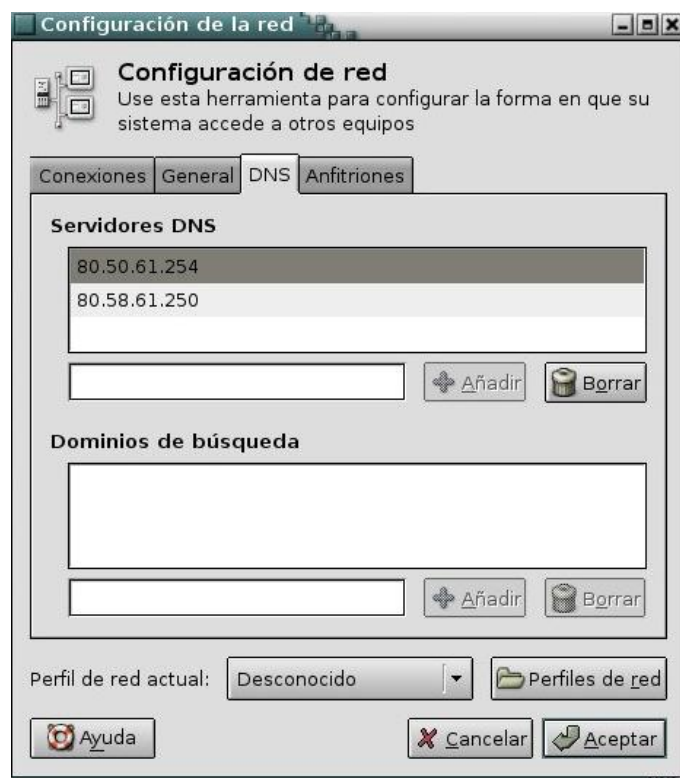 Configuración de la red
Configuración de red
Use esta herramienta para configurar la forma en que su
sistema accede a otros equipos
Conexiones General DNS Anfitriones
Servidores DNS
80.50.61.254
80.58.61.250
Añadir Borrar
Dominios de búsqueda
Añadir Borrar
Perfil de red actual: Desconocido Perfiles de red
Ayuda Cancelar Aceptar